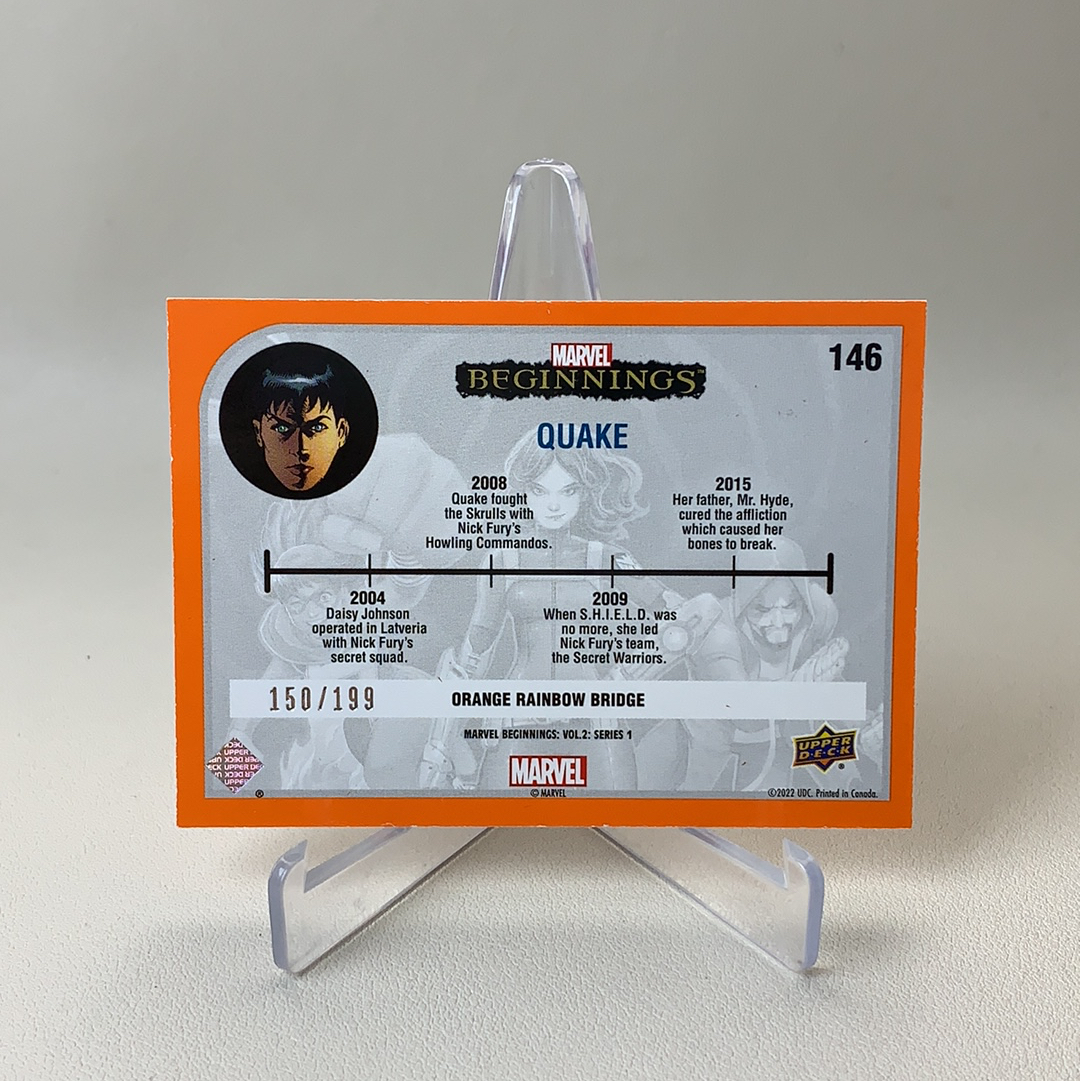 MARVEL
BEGINNINGS™
146
QUAKE
2008
Quake fought
the Skrulls with
Nick Fury's
Howling Commandos.
2015
Her father, Mr. Hyde,
cured the affliction
which caused her
bones to break.
2004
Daisy Johnson
operated in Latveria
with Nick Fury's
secret squad.
2009
When S.H.I.E.L.D. was
no more, she led
Nick Fury's team,
the Secret Warriors.
150/199
ORANGE RAINBOW BRIDGE
MARVEL BEGINNINGS: VOL.2: SERIES 1
UPPER
D·E·C·K
®
MARVEL
© MARVEL
®
©2022 UDC. Printed in Canada.